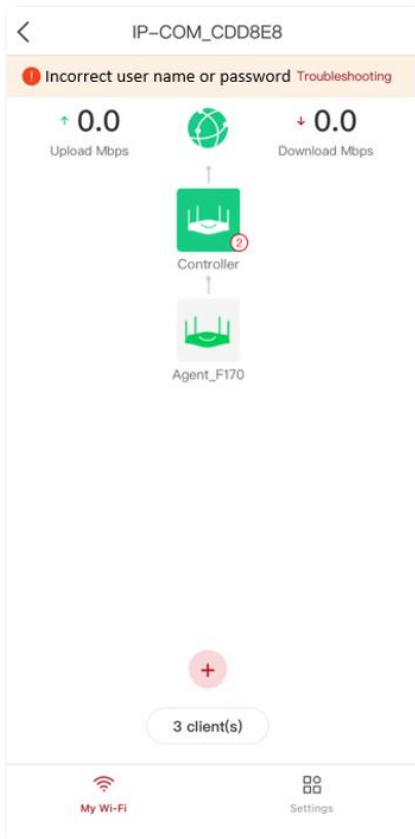 IP-COM_CDD8E8
! Incorrect user name or password Troubleshooting
↑ 0.0
Upload Mbps
↓ 0.0
Download Mbps
2
Controller
Agent_F170
+
3 client(s)
My Wi-Fi
Settings